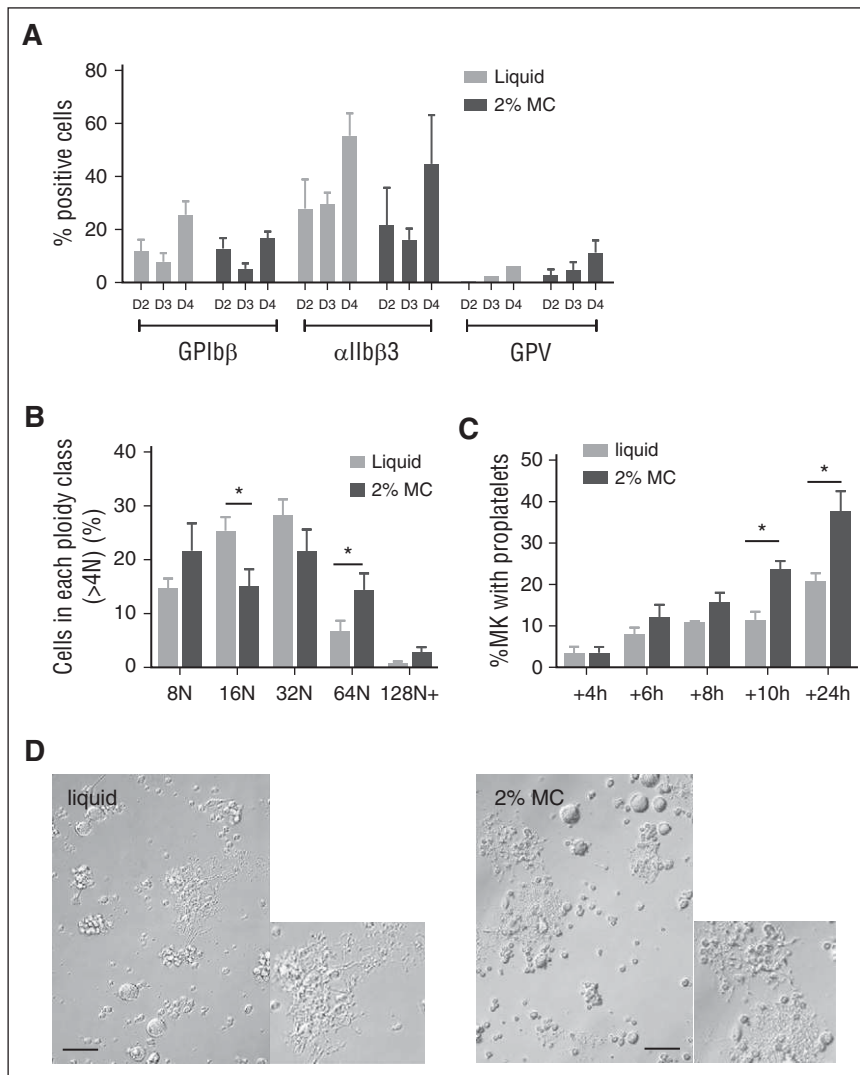 A
80
60
40
20
0
% positive cells
Liquid
2% MC
D2 D3 D4 D2 D3 D4 D2 D3 D4 D2 D3 D4 D2 D3 D4 D2 D3 D4
GPIbβ αIIbβ3 GPV
B
40
30
20
10
0
Cells in each ploidy class
(>4N) (%)
Liquid
2% MC
*
*
8N 16N 32N 64N 128N+
C
50
40
30
20
10
0
%MK with proplatelets
liquid
2% MC
*
*
+4h +6h +8h +10h +24h
D
liquid
2% MC